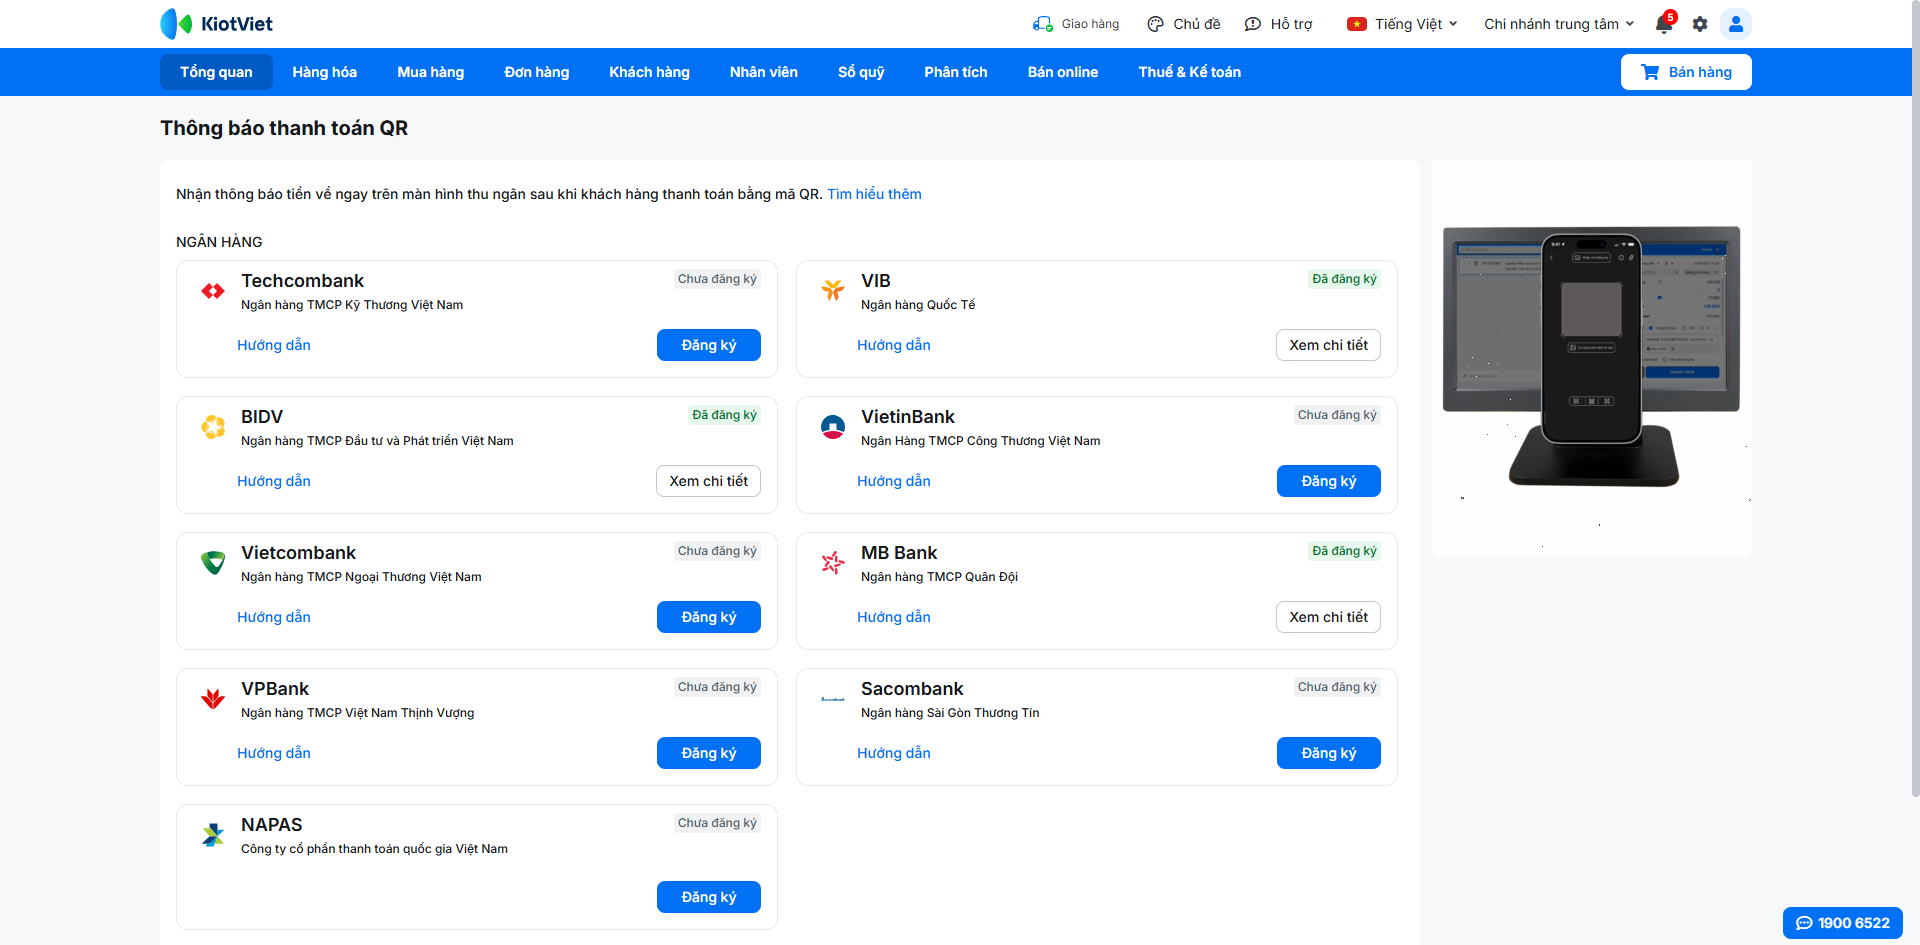 KiotViet
Giao hàng
Chủ đề
Hỗ trợ
Tiếng Việt
Chi nhánh trung tâm
5
Tổng quan
Hàng hóa
Mua hàng
Đơn hàng
Khách hàng
Nhân viên
Sổ quỹ
Phân tích
Bán online
Thuế & Kế toán
Bán hàng
Thông báo thanh toán QR
Nhận thông báo tiền về ngay trên màn hình thu ngân sau khi khách hàng thanh toán bằng mã QR. Tìm hiểu thêm
NGÂN HÀNG
Techcombank
Chưa đăng ký
Ngân hàng TMCP Kỹ Thương Việt Nam
Hướng dẫn
Đăng ký
VIB
Đã đăng ký
Ngân hàng Quốc Tế
Hướng dẫn
Xem chi tiết
BIDV
Đã đăng ký
Ngân hàng TMCP Đầu tư và Phát triển Việt Nam
Hướng dẫn
Xem chi tiết
VietinBank
Chưa đăng ký
Ngân Hàng TMCP Công Thương Việt Nam
Hướng dẫn
Đăng ký
Vietcombank
Chưa đăng ký
Ngân hàng TMCP Ngoại Thương Việt Nam
Hướng dẫn
Đăng ký
MB Bank
Đã đăng ký
Ngân hàng TMCP Quân Đội
Hướng dẫn
Xem chi tiết
VPBank
Chưa đăng ký
Ngân hàng TMCP Việt Nam Thịnh Vượng
Hướng dẫn
Đăng ký
Sacombank
Sacombank
Chưa đăng ký
Ngân hàng Sài Gòn Thương Tín
Hướng dẫn
Đăng ký
NAPAS
Chưa đăng ký
Công ty cổ phần thanh toán quốc gia Việt Nam
Đăng ký
9:41
1900 6522